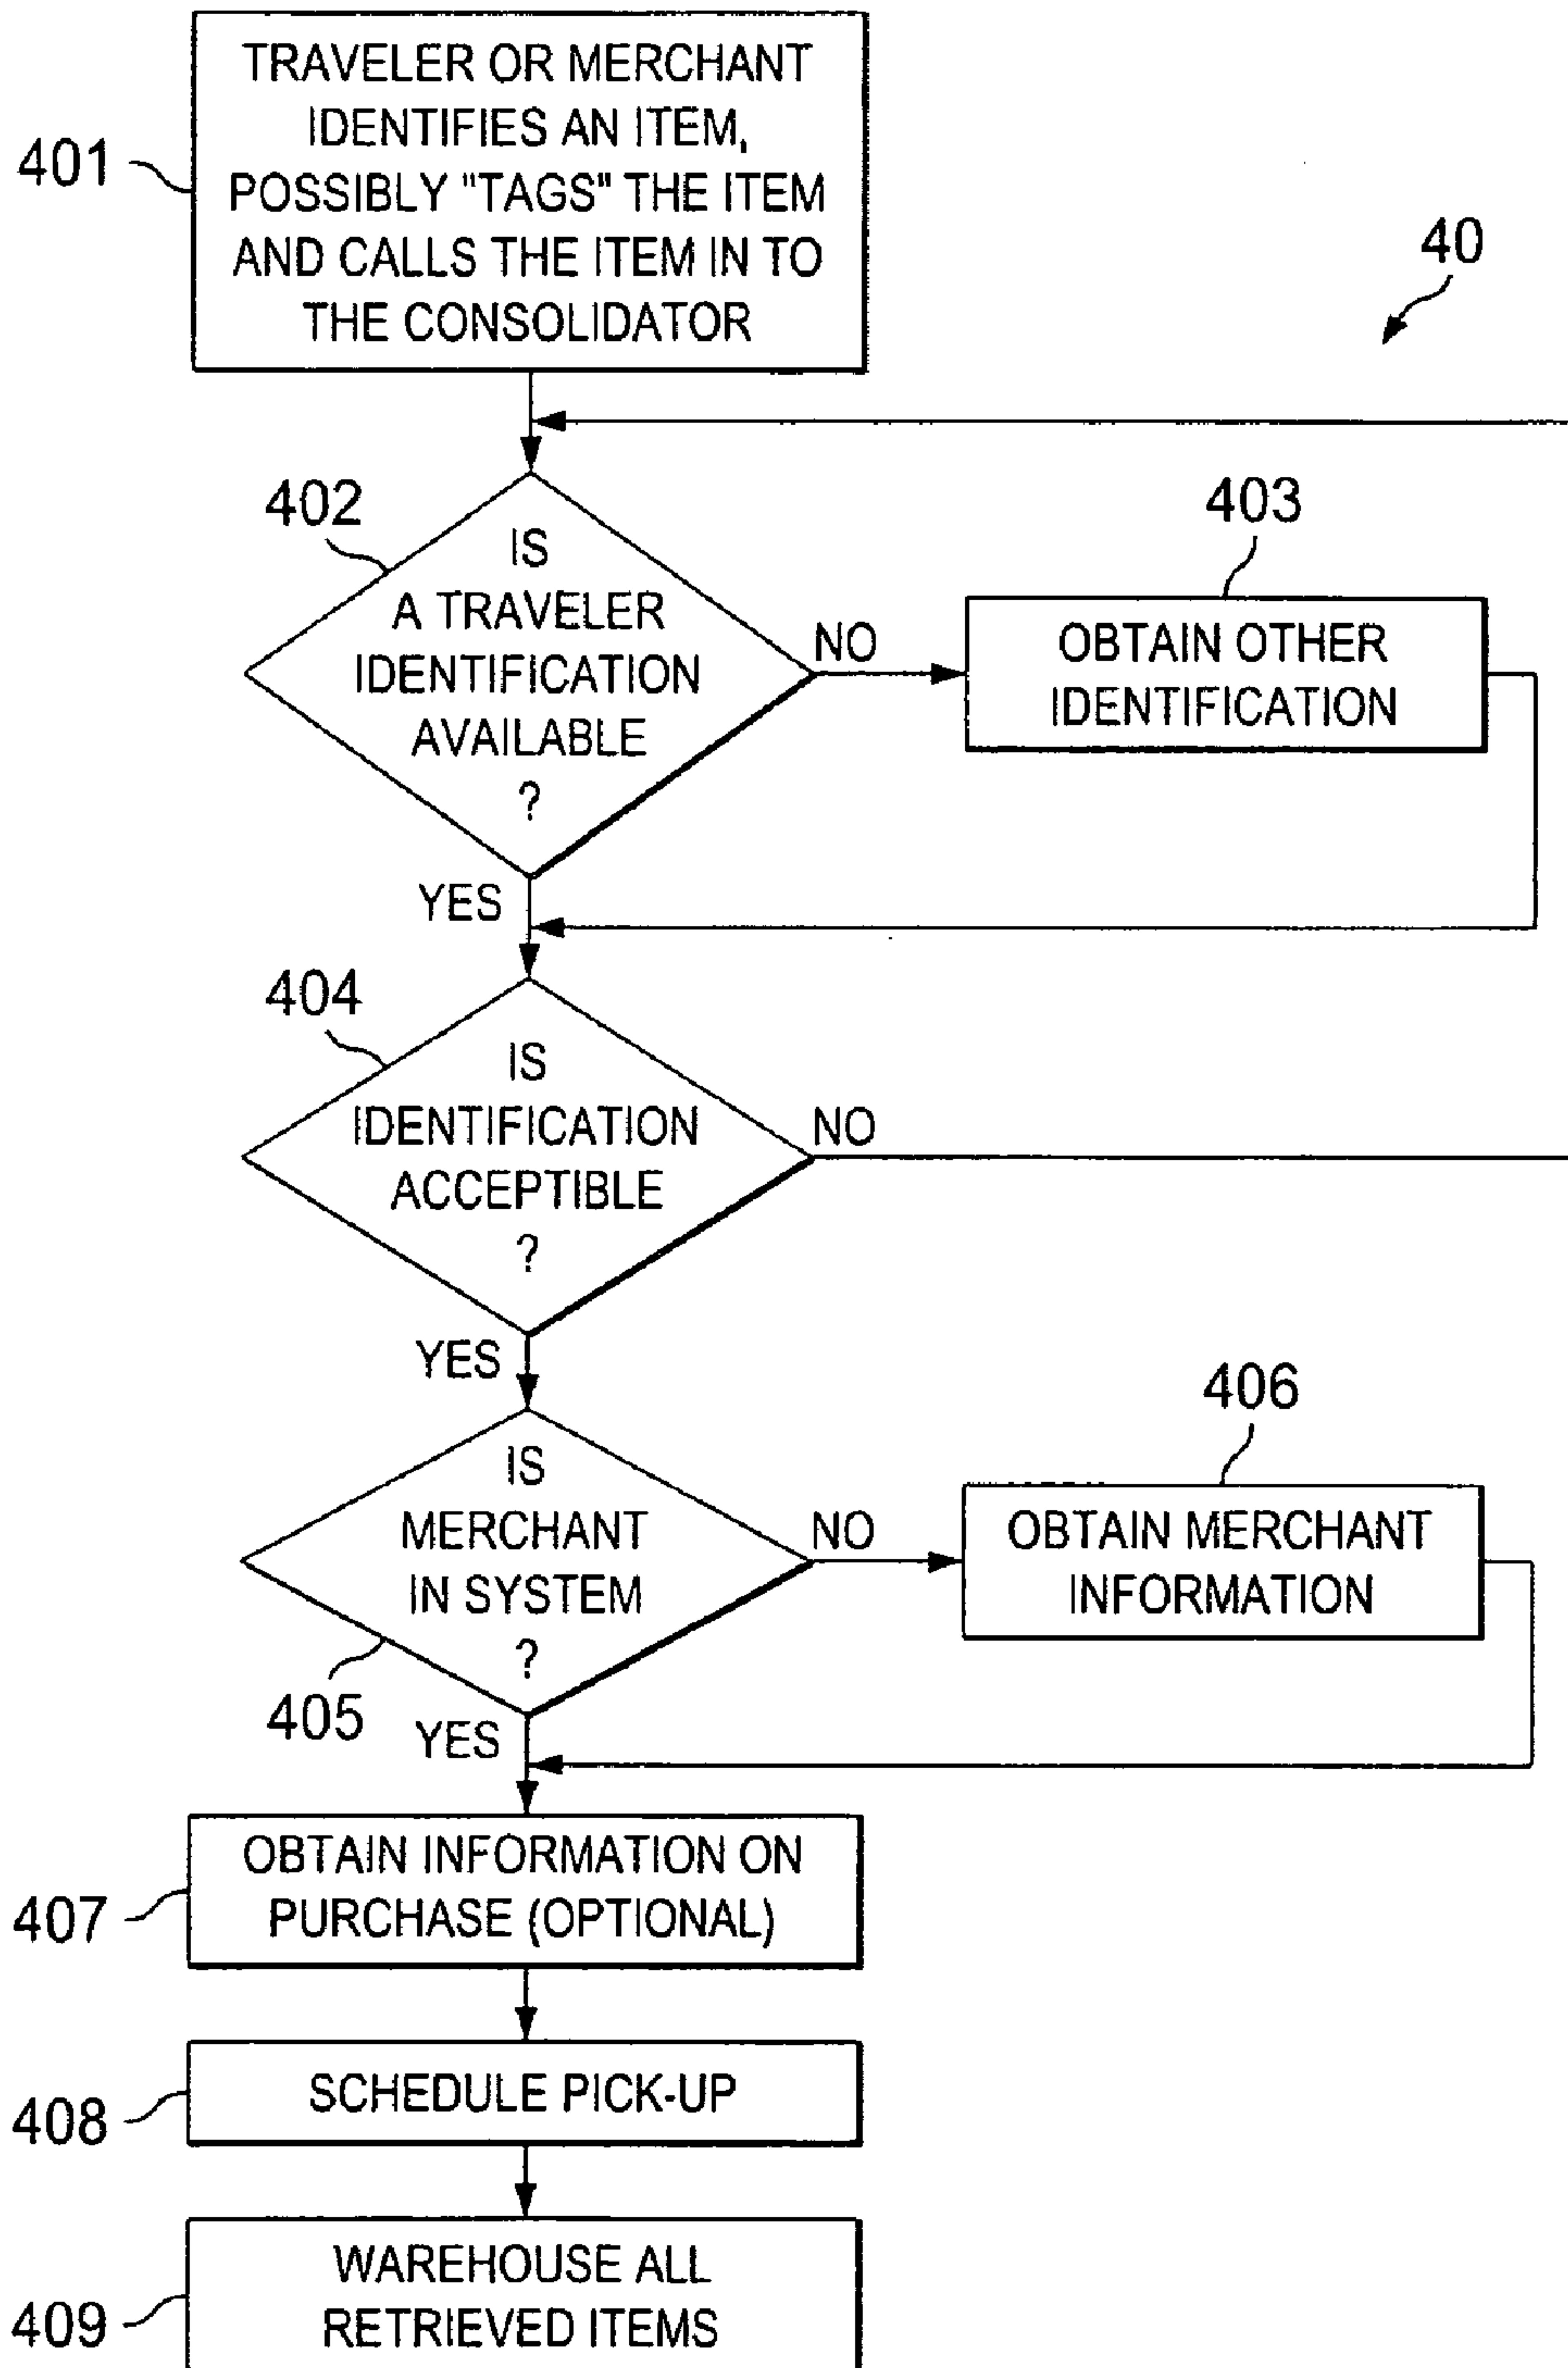 TRAVELER OR MERCHANT
IDENTIFIES AN ITEM,
POSSIBLY "TAGS" THE ITEM
AND CALLS THE ITEM IN TO
THE CONSOLIDATOR
401
40
402
IS
A TRAVELER
IDENTIFICATION
AVAILABLE
?
NO
403
OBTAIN OTHER
IDENTIFICATION
YES
404
IS
IDENTIFICATION
ACCEPTIBLE
?
NO
YES
IS
MERCHANT
IN SYSTEM
?
405
NO
406
OBTAIN MERCHANT
INFORMATION
YES
OBTAIN INFORMATION ON
PURCHASE (OPTIONAL)
407
SCHEDULE PICK-UP
408
WAREHOUSE ALL
RETRIEVED ITEMS
409